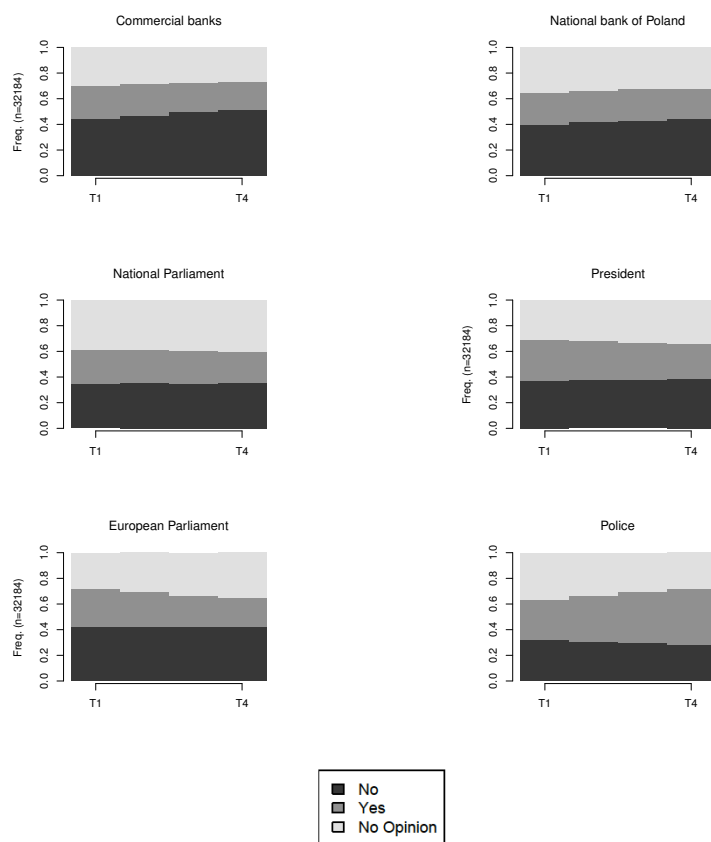 Commercial banks
Freq. (n=32184)
0.0 0.2 0.4 0.6 0.8 1.0
T1 T4
National bank of Poland
0.0 0.2 0.4 0.6 0.8 1.0
T1 T4
National Parliament
0.0 0.2 0.4 0.6 0.8 1.0
T1 T4
President
Freq. (n=32184)
0.0 0.2 0.4 0.6 0.8 1.0
T1 T4
European Parliament
Freq. (n=32184)
0.0 0.2 0.4 0.6 0.8 1.0
T1 T4
Police
0.0 0.2 0.4 0.6 0.8 1.0
T1 T4
No
Yes
No Opinion